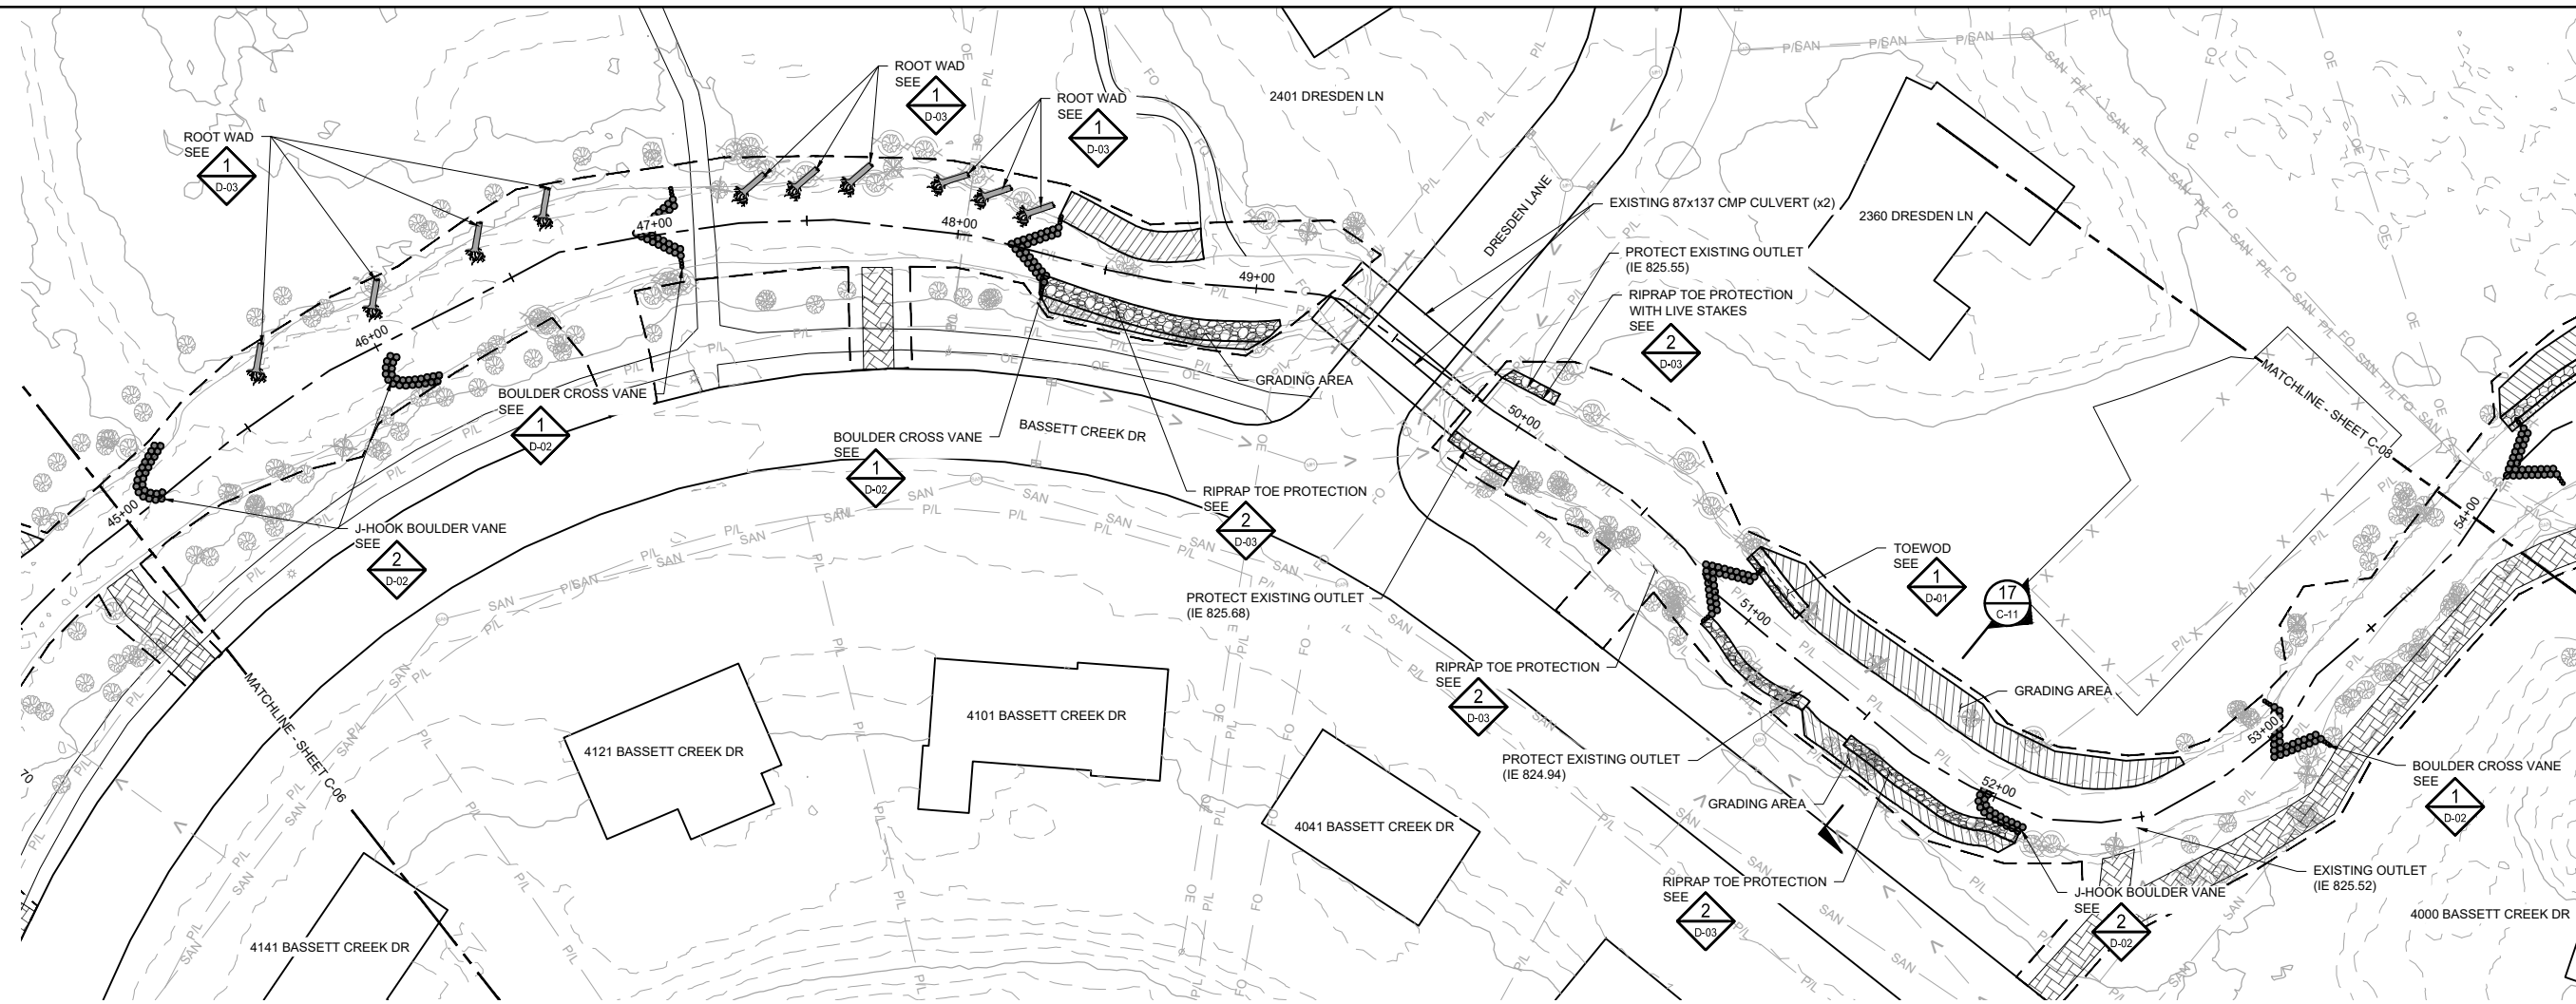 ROOT WAD
SEE
1
D-03
ROOT WAD
SEE
1
D-03
ROOT WAD
SEE
1
D-03
2401 DRESDEN LN
DRESDEN LANE
EXISTING 87x137 CMP CULVERT (x2)
2360 DRESDEN LN
PROTECT EXISTING OUTLET
(IE 825.55)
RIPRAP TOE PROTECTION
WITH LIVE STAKES
SEE
2
D-03
MATCHLINE - SHEET C-08
45+00
46+00
47+00
48+00
49+00
50+00
51+00
52+00
53+00
54+00
BOULDER CROSS VANE
SEE
1
D-02
GRADING AREA
BOULDER CROSS VANE
SEE
1
D-02
BASSETT CREEK DR
RIPRAP TOE PROTECTION
SEE
2
D-03
J-HOOK BOULDER VANE
SEE
2
D-02
PROTECT EXISTING OUTLET
(IE 825.68)
TOEWOD
SEE
1
D-01
17
C-11
RIPRAP TOE PROTECTION
SEE
2
D-03
GRADING AREA
MATCHLINE - SHEET C-06
4121 BASSETT CREEK DR
4101 BASSETT CREEK DR
4041 BASSETT CREEK DR
4141 BASSETT CREEK DR
PROTECT EXISTING OUTLET
(IE 824.94)
GRADING AREA
RIPRAP TOE PROTECTION
SEE
2
D-03
BOULDER CROSS VANE
SEE
1
D-02
EXISTING OUTLET
(IE 825.52)
J-HOOK BOULDER VANE
SEE
2
D-02
4000 BASSETT CREEK DR
P/L
SAN
OE
FO